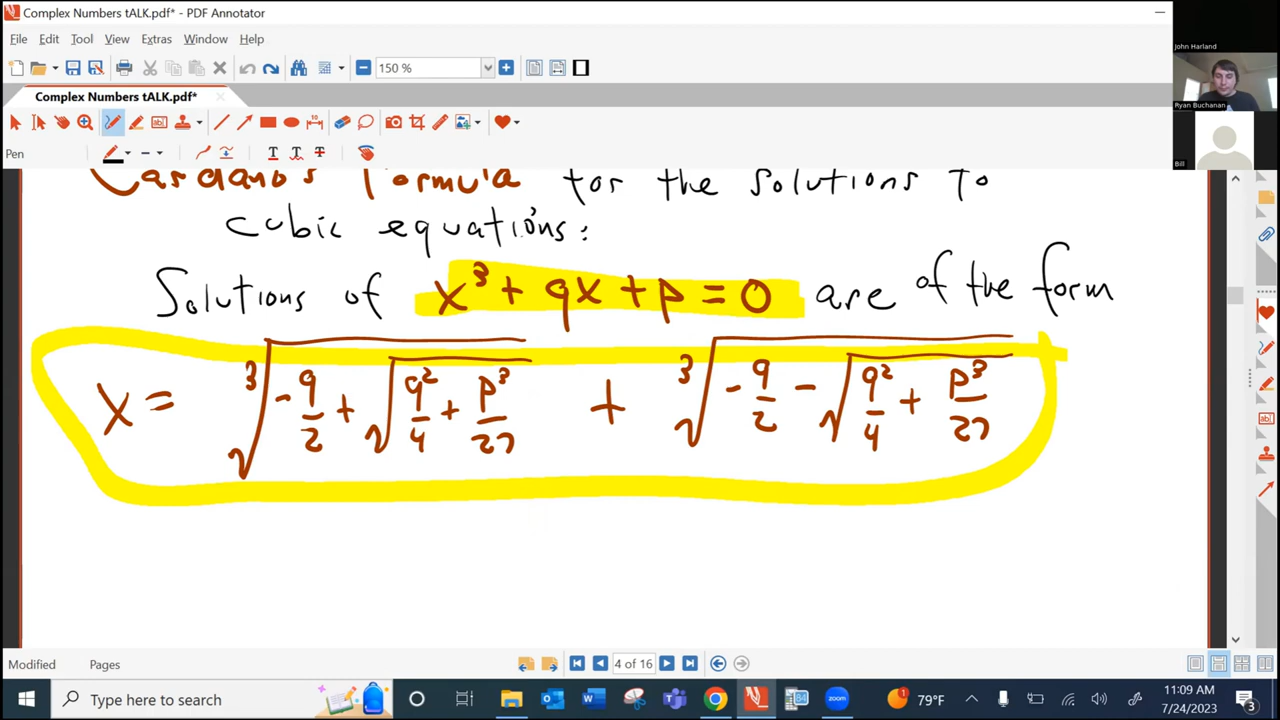 Complex Numbers tALK.pdf* - PDF Annotator
John Harland
File Edit Tool View Extras Window Help
150 %
Ryan Buchanan
Complex Numbers tALK.pdf*
Pen
Bill
Cardano's Formula for the solutions to
cubic equations:
Solutions of x³ + qx + p = 0 are of the form
x = ∛(-q/2 + √(q²/4 + p³/27)) + ∛(-q/2 - √(q²/4 + p³/27))
Modified Pages 4 of 16
Type here to search 79°F 11:09 AM
7/24/2023 3